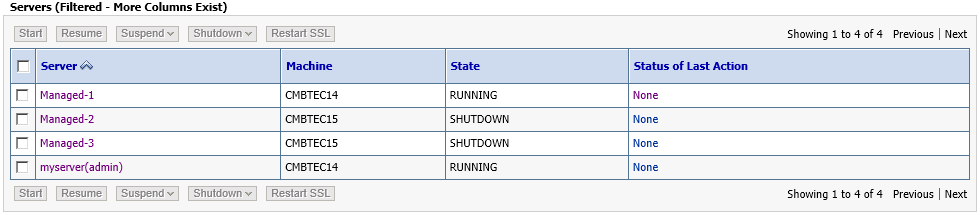 Servers (Filtered - More Columns Exist)
Start Resume Suspend Shutdown Restart SSL Showing 1 to 4 of 4 Previous | Next
Server Machine State Status of Last Action
Managed-1 CMBTEC14 RUNNING None
Managed-2 CMBTEC15 SHUTDOWN None
Managed-3 CMBTEC15 SHUTDOWN None
myserver(admin) CMBTEC14 RUNNING None
Start Resume Suspend Shutdown Restart SSL Showing 1 to 4 of 4 Previous | Next